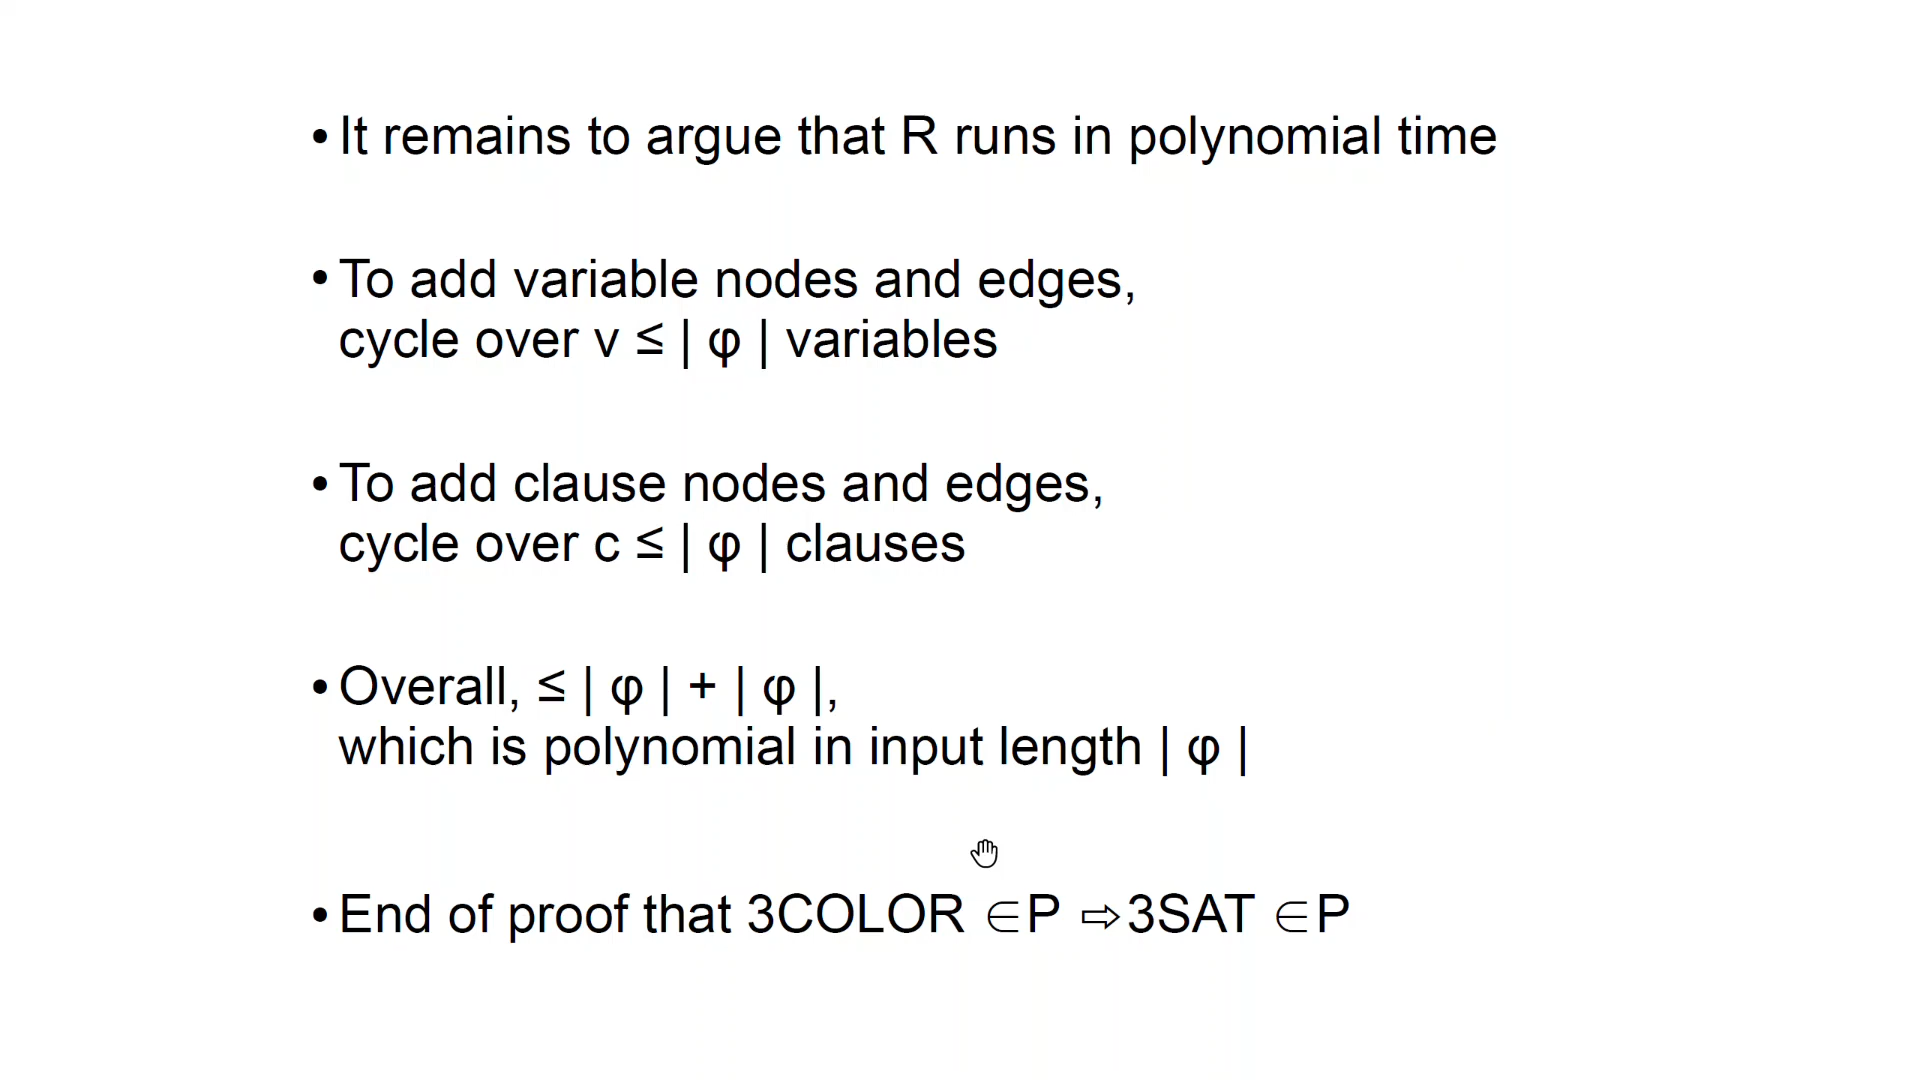 • It remains to argue that R runs in polynomial time
• To add variable nodes and edges,
cycle over v ≤ | φ | variables
• To add clause nodes and edges,
cycle over c ≤ | φ | clauses
• Overall, ≤ | φ | + | φ |,
which is polynomial in input length | φ |
• End of proof that 3COLOR ∈P ⇨3SAT ∈P